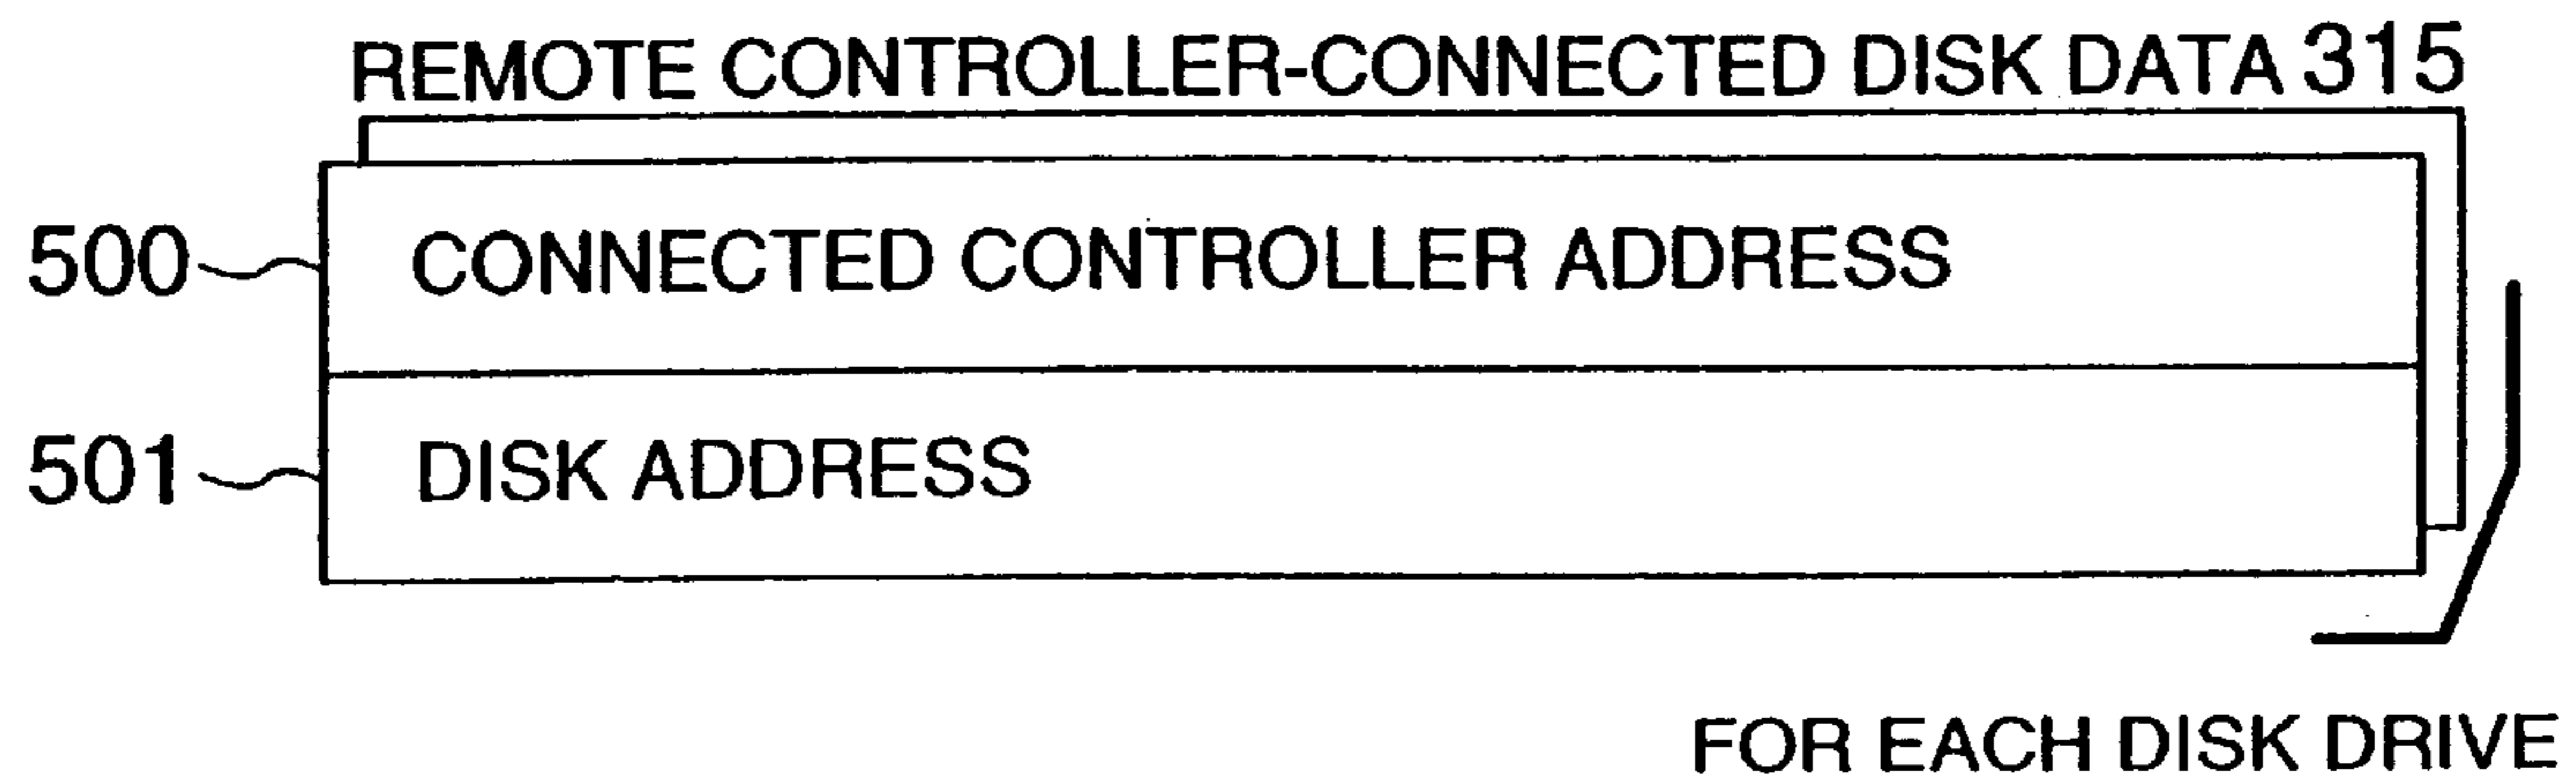 REMOTE CONTROLLER-CONNECTED DISK DATA 315
500 CONNECTED CONTROLLER ADDRESS
501 DISK ADDRESS
FOR EACH DISK DRIVE